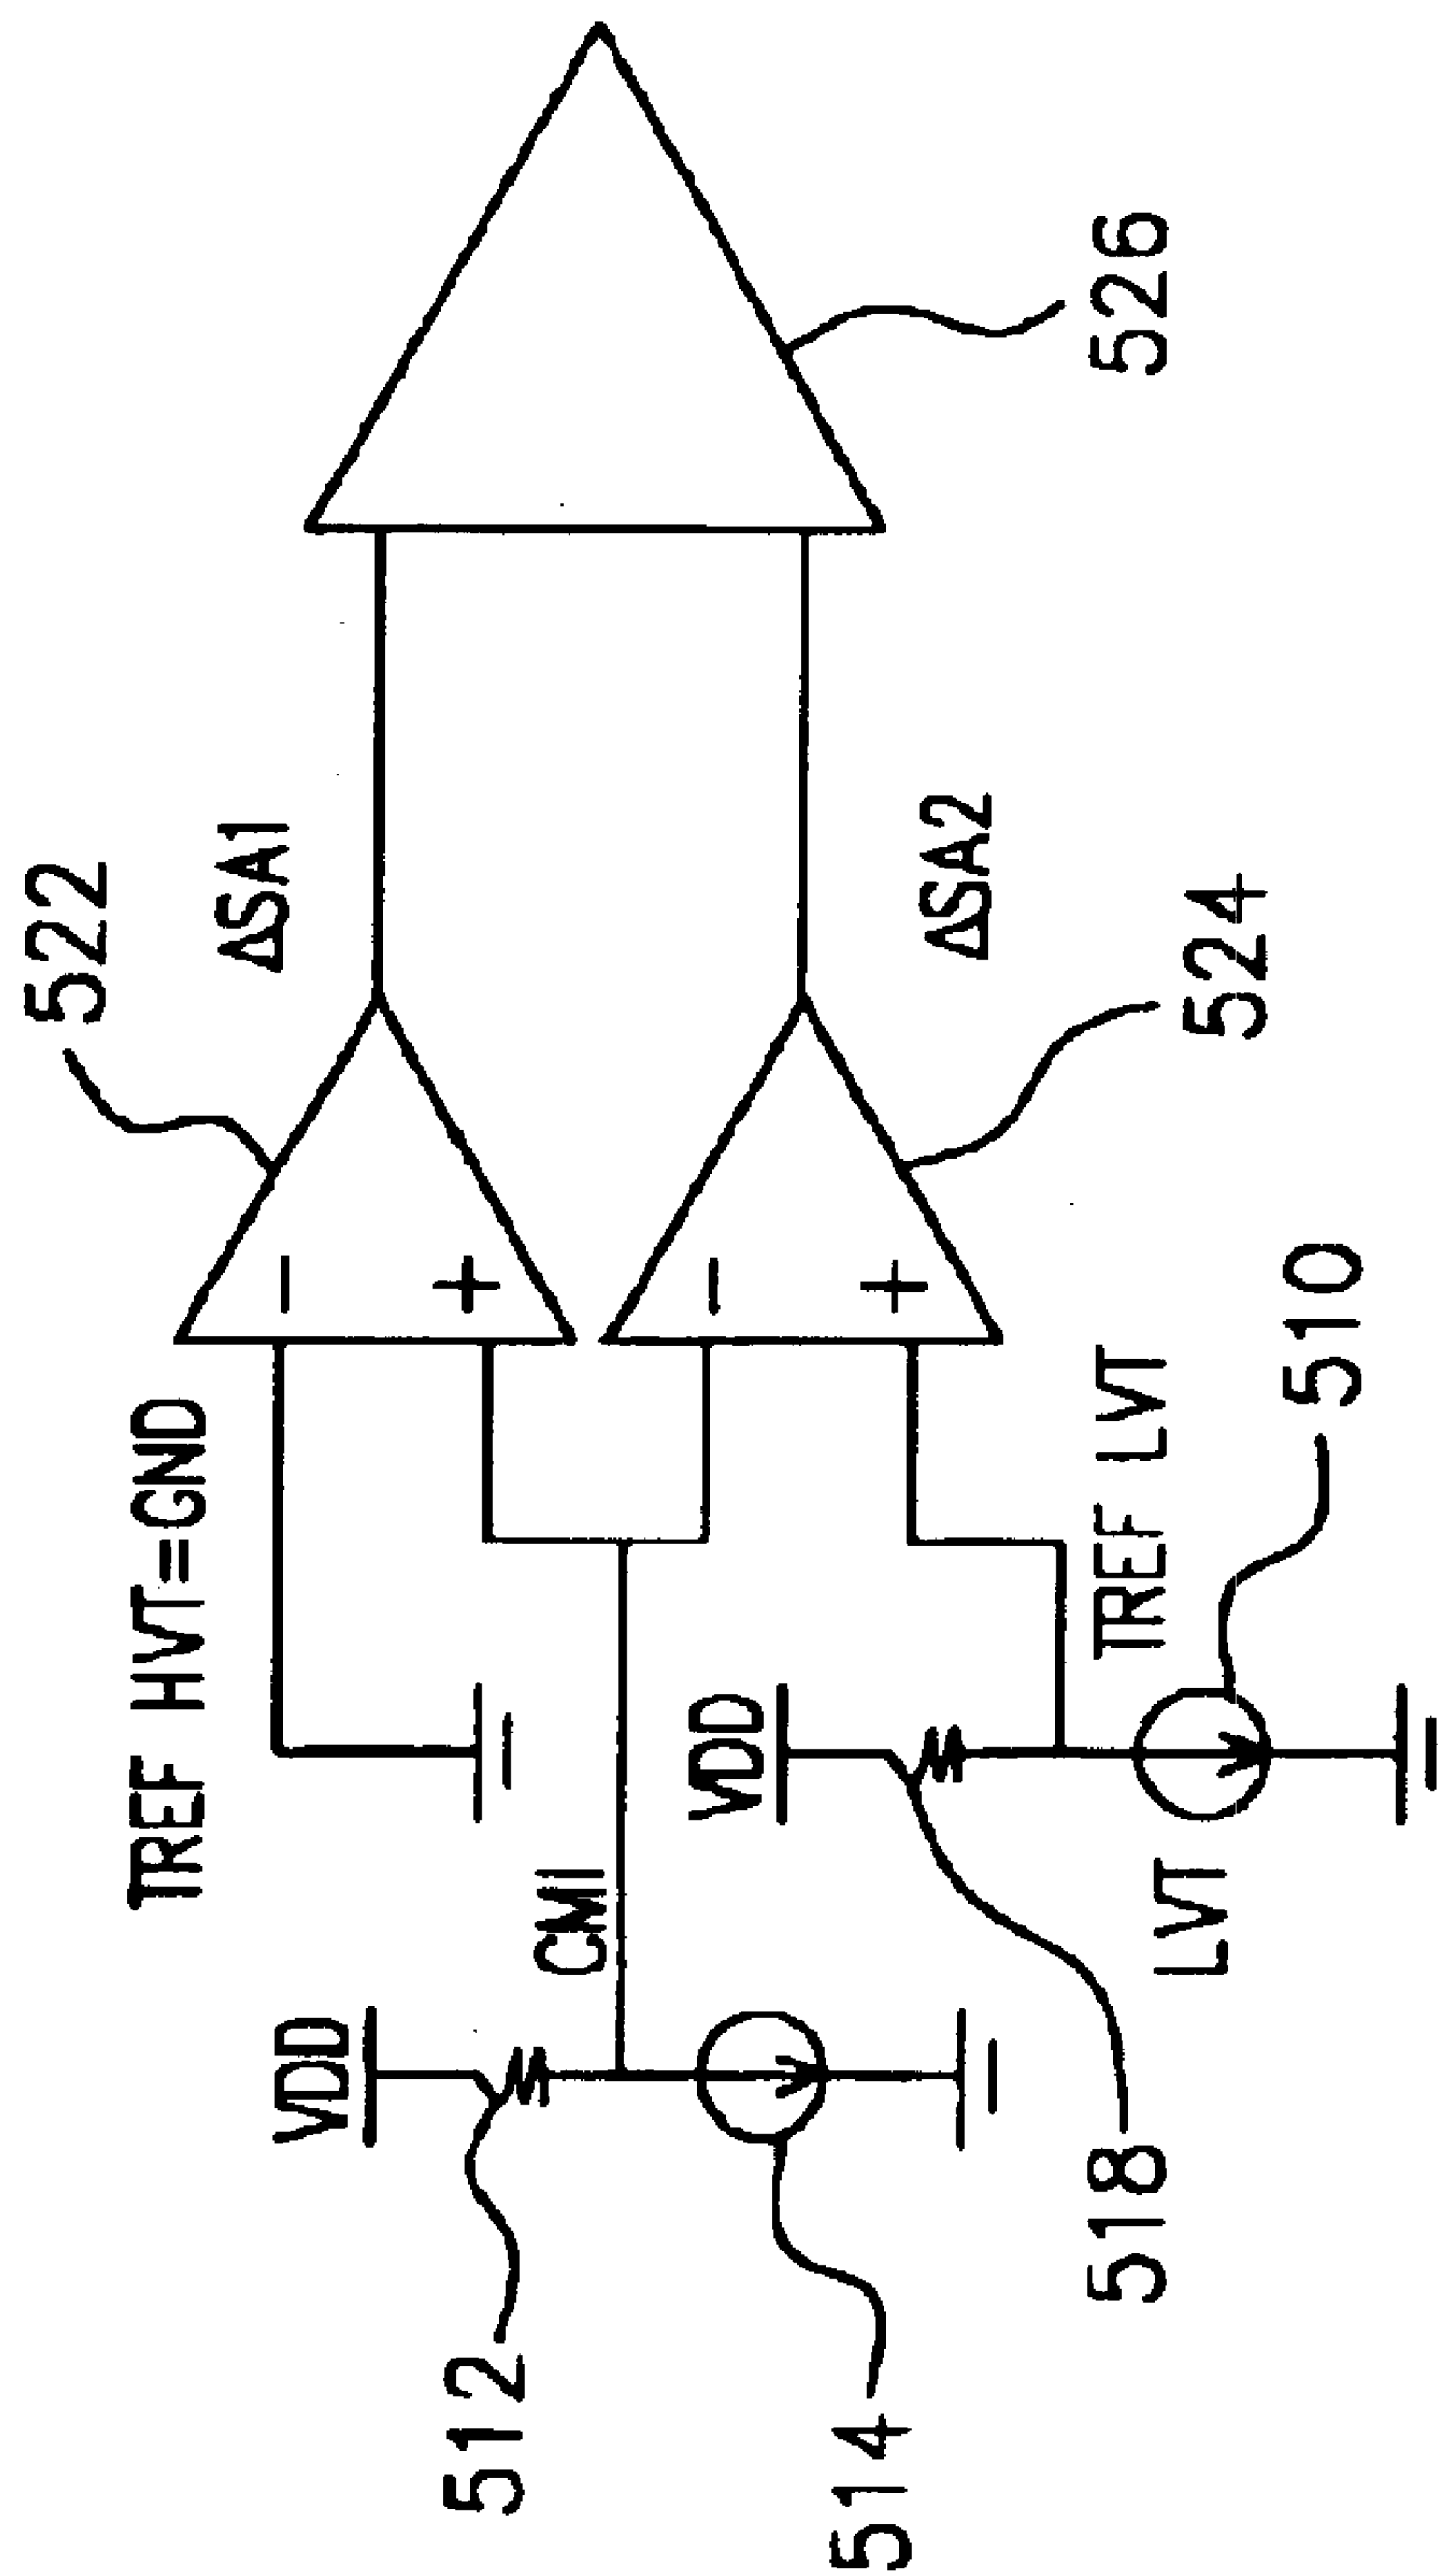 522
ΔSA1
TREF HVT=GND
526
VDD
CMI
ΔSA2
512
VDD
524
TREF LVT
514
LVT
510
518
-
+
-
+